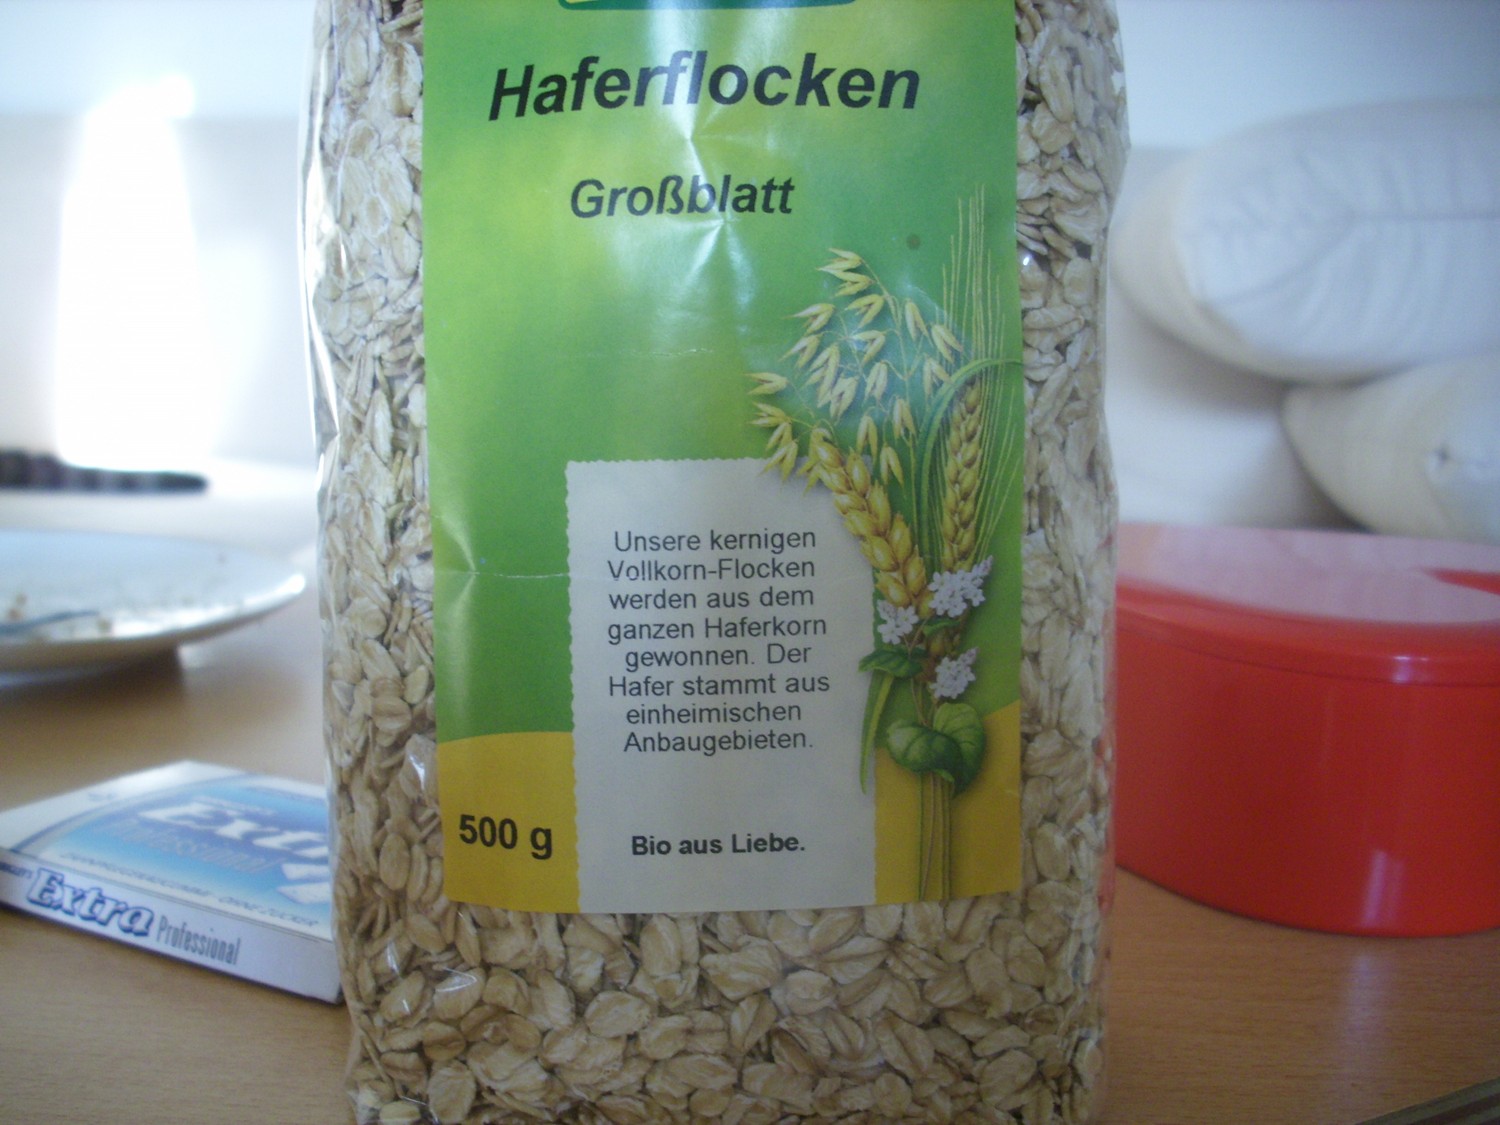 Haferflocken
Großblatt
Unsere kernigen
Vollkorn-Flocken
werden aus dem
ganzen Haferkorn
gewonnen. Der
Hafer stammt aus
einheimischen
Anbaugebieten.
500 g
Bio aus Liebe.
Extra
Professional
Extra Professional